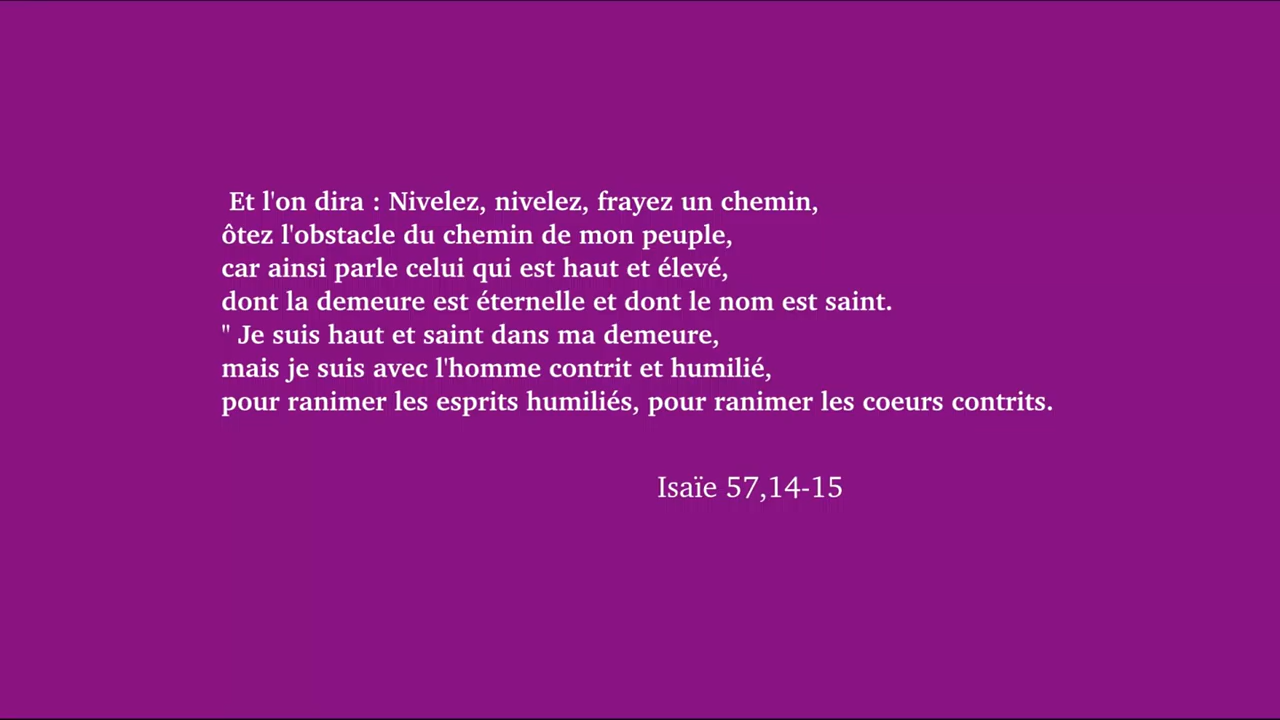 Et l'on dira : Nivelez, nivelez, frayez un chemin,
ôtez l'obstacle du chemin de mon peuple,
car ainsi parle celui qui est haut et élevé,
dont la demeure est éternelle et dont le nom est saint.
" Je suis haut et saint dans ma demeure,
mais je suis avec l'homme contrit et humilié,
pour ranimer les esprits humiliés, pour ranimer les coeurs contrits.
Isaïe 57,14-15